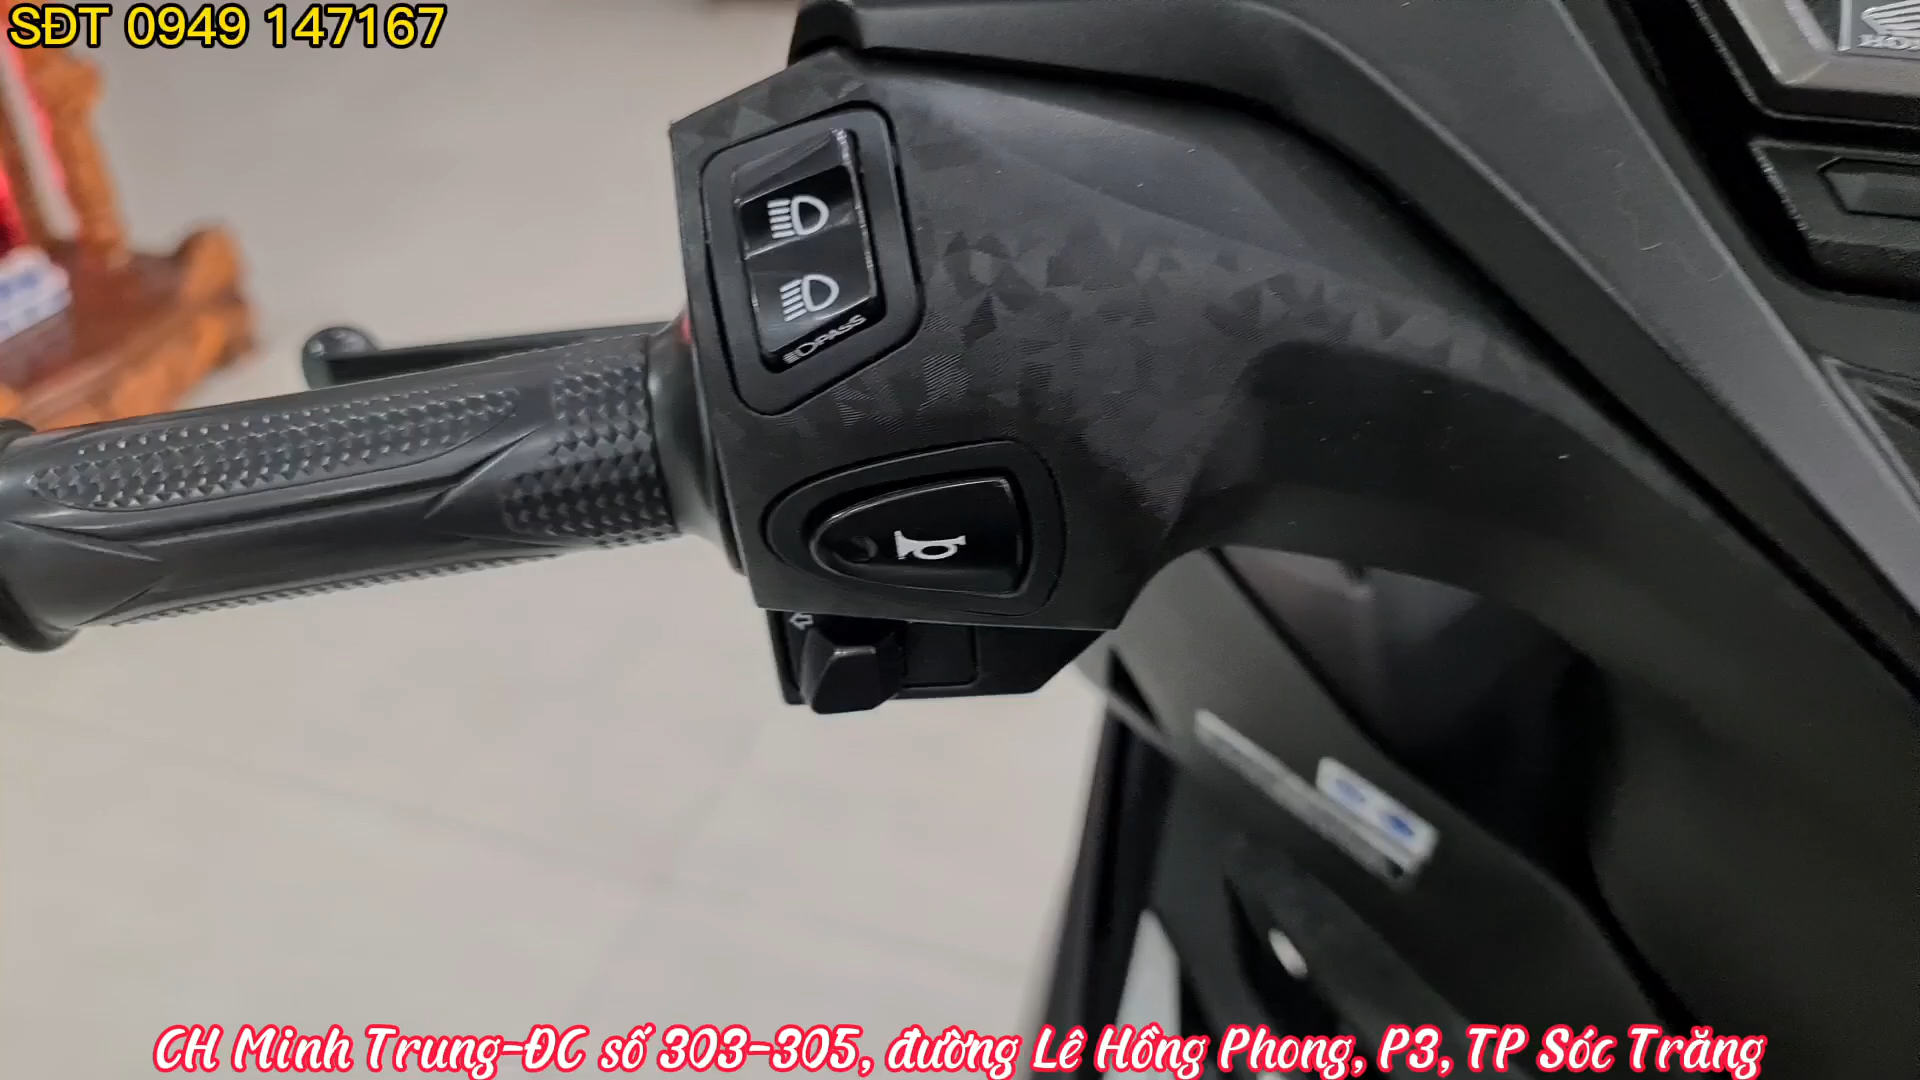 SĐT 0949 147167
PASS
CH Minh Trung-ĐC số 303-305, đường Lê Hồng Phong, P3, TP Sóc Trăng